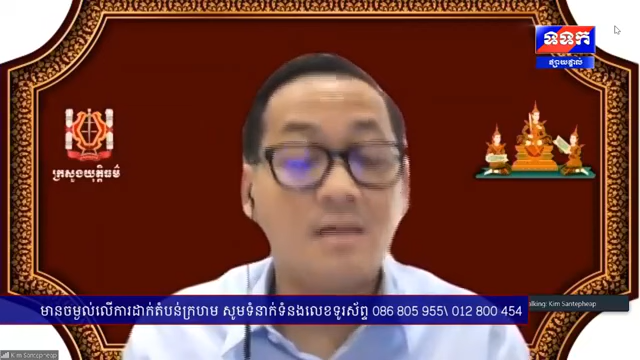 ទទក
ផ្សាយផ្ទាល់
ក្រសួងយុត្តិធម៌
Talking: Kim Santepheap
មានចម្ងល់លើការដាក់តំបន់ក្រហម សូមទំនាក់ទំនងលេខទូរស័ព្ទ 086 805 955\ 012 800 454
Kim Santepheap